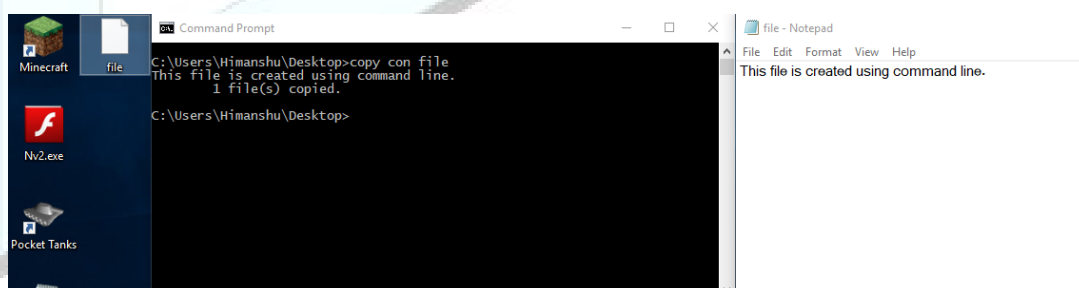 Minecraft
file
Nv2.exe
Pocket Tanks
Command Prompt
C:\Users\Himanshu\Desktop>copy con file
This file is created using command line.
1 file(s) copied.
C:\Users\Himanshu\Desktop>
file - Notepad
File Edit Format View Help
This file is created using command line.